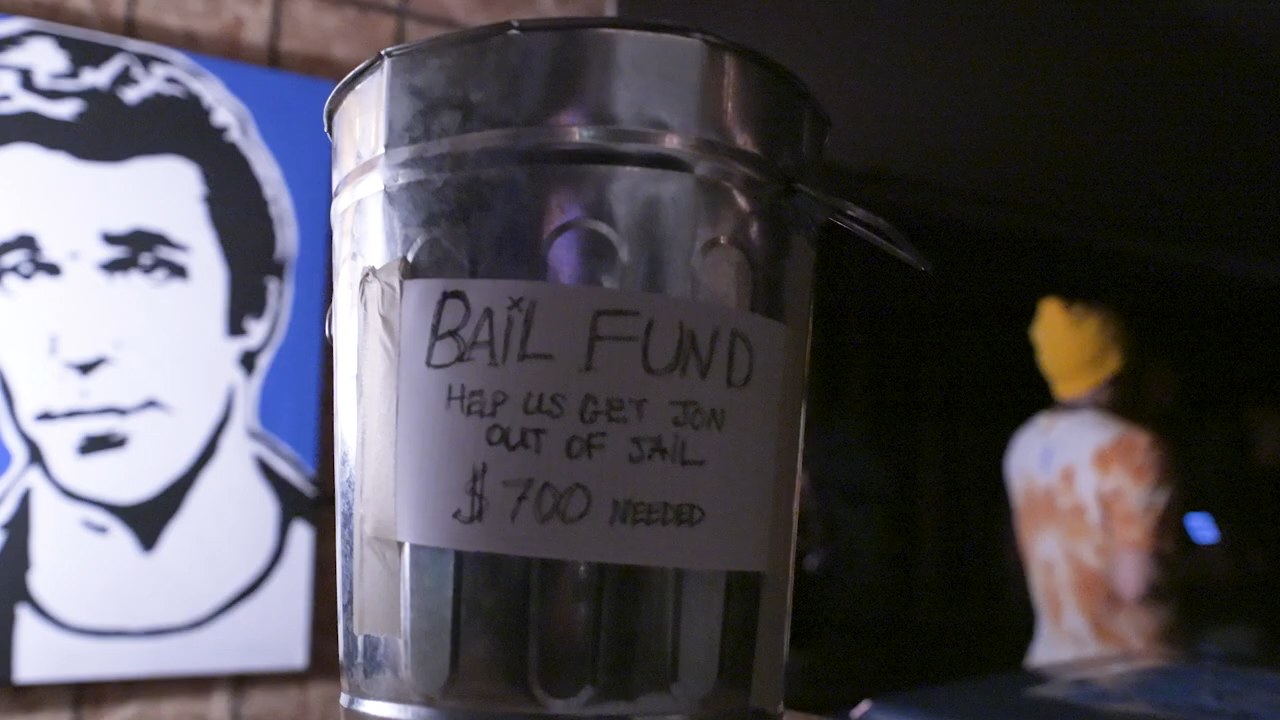 BAIL FUND
HELP US GET JON
OUT OF JAIL
$700 NEEDED